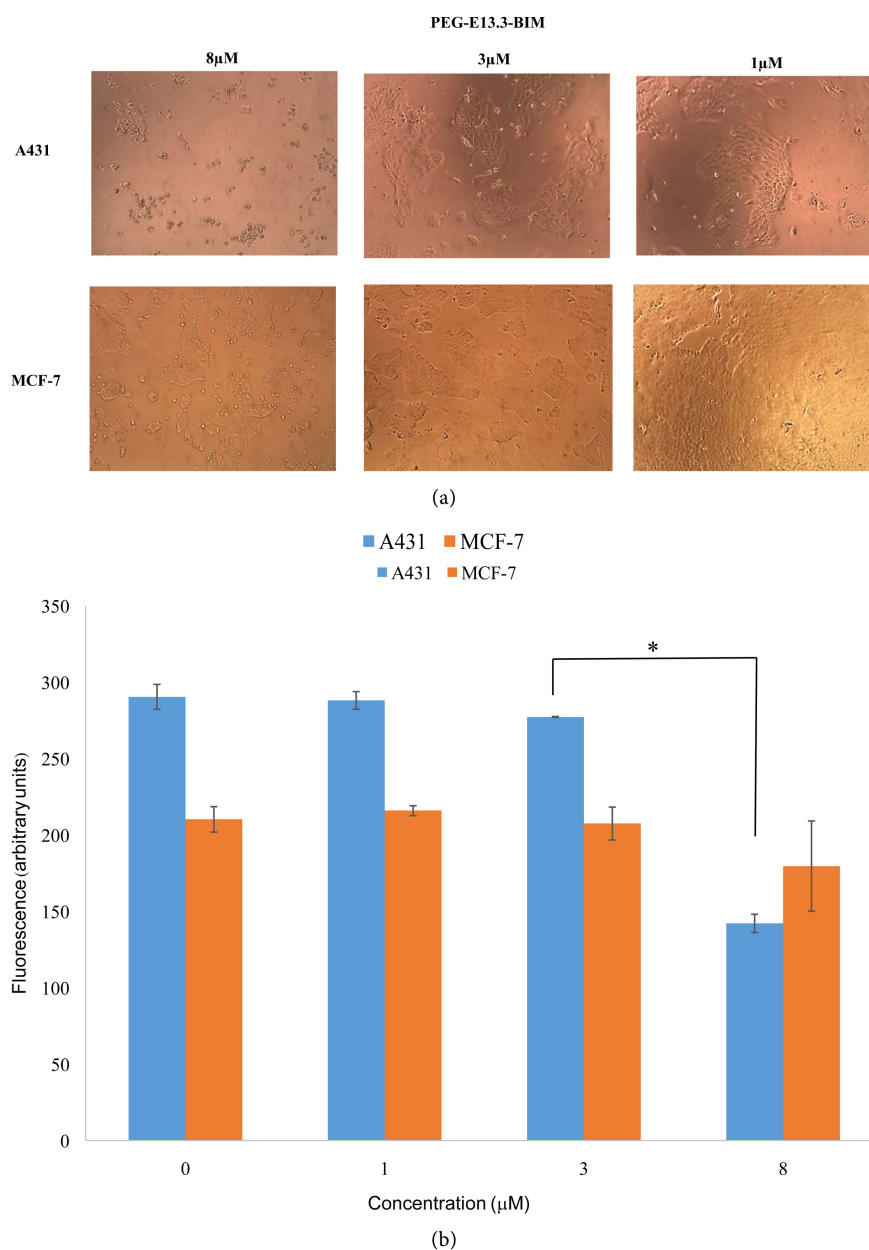 PEG-E13.3-BIM
8µM 3µM 1µM
A431
MCF-7
(a)
A431 MCF-7
A431 MCF-7
350
300
250
200
150
100
50
0
*
Fluorescence (arbitrary units)
0 1 3 8
Concentration (µM)
(b)